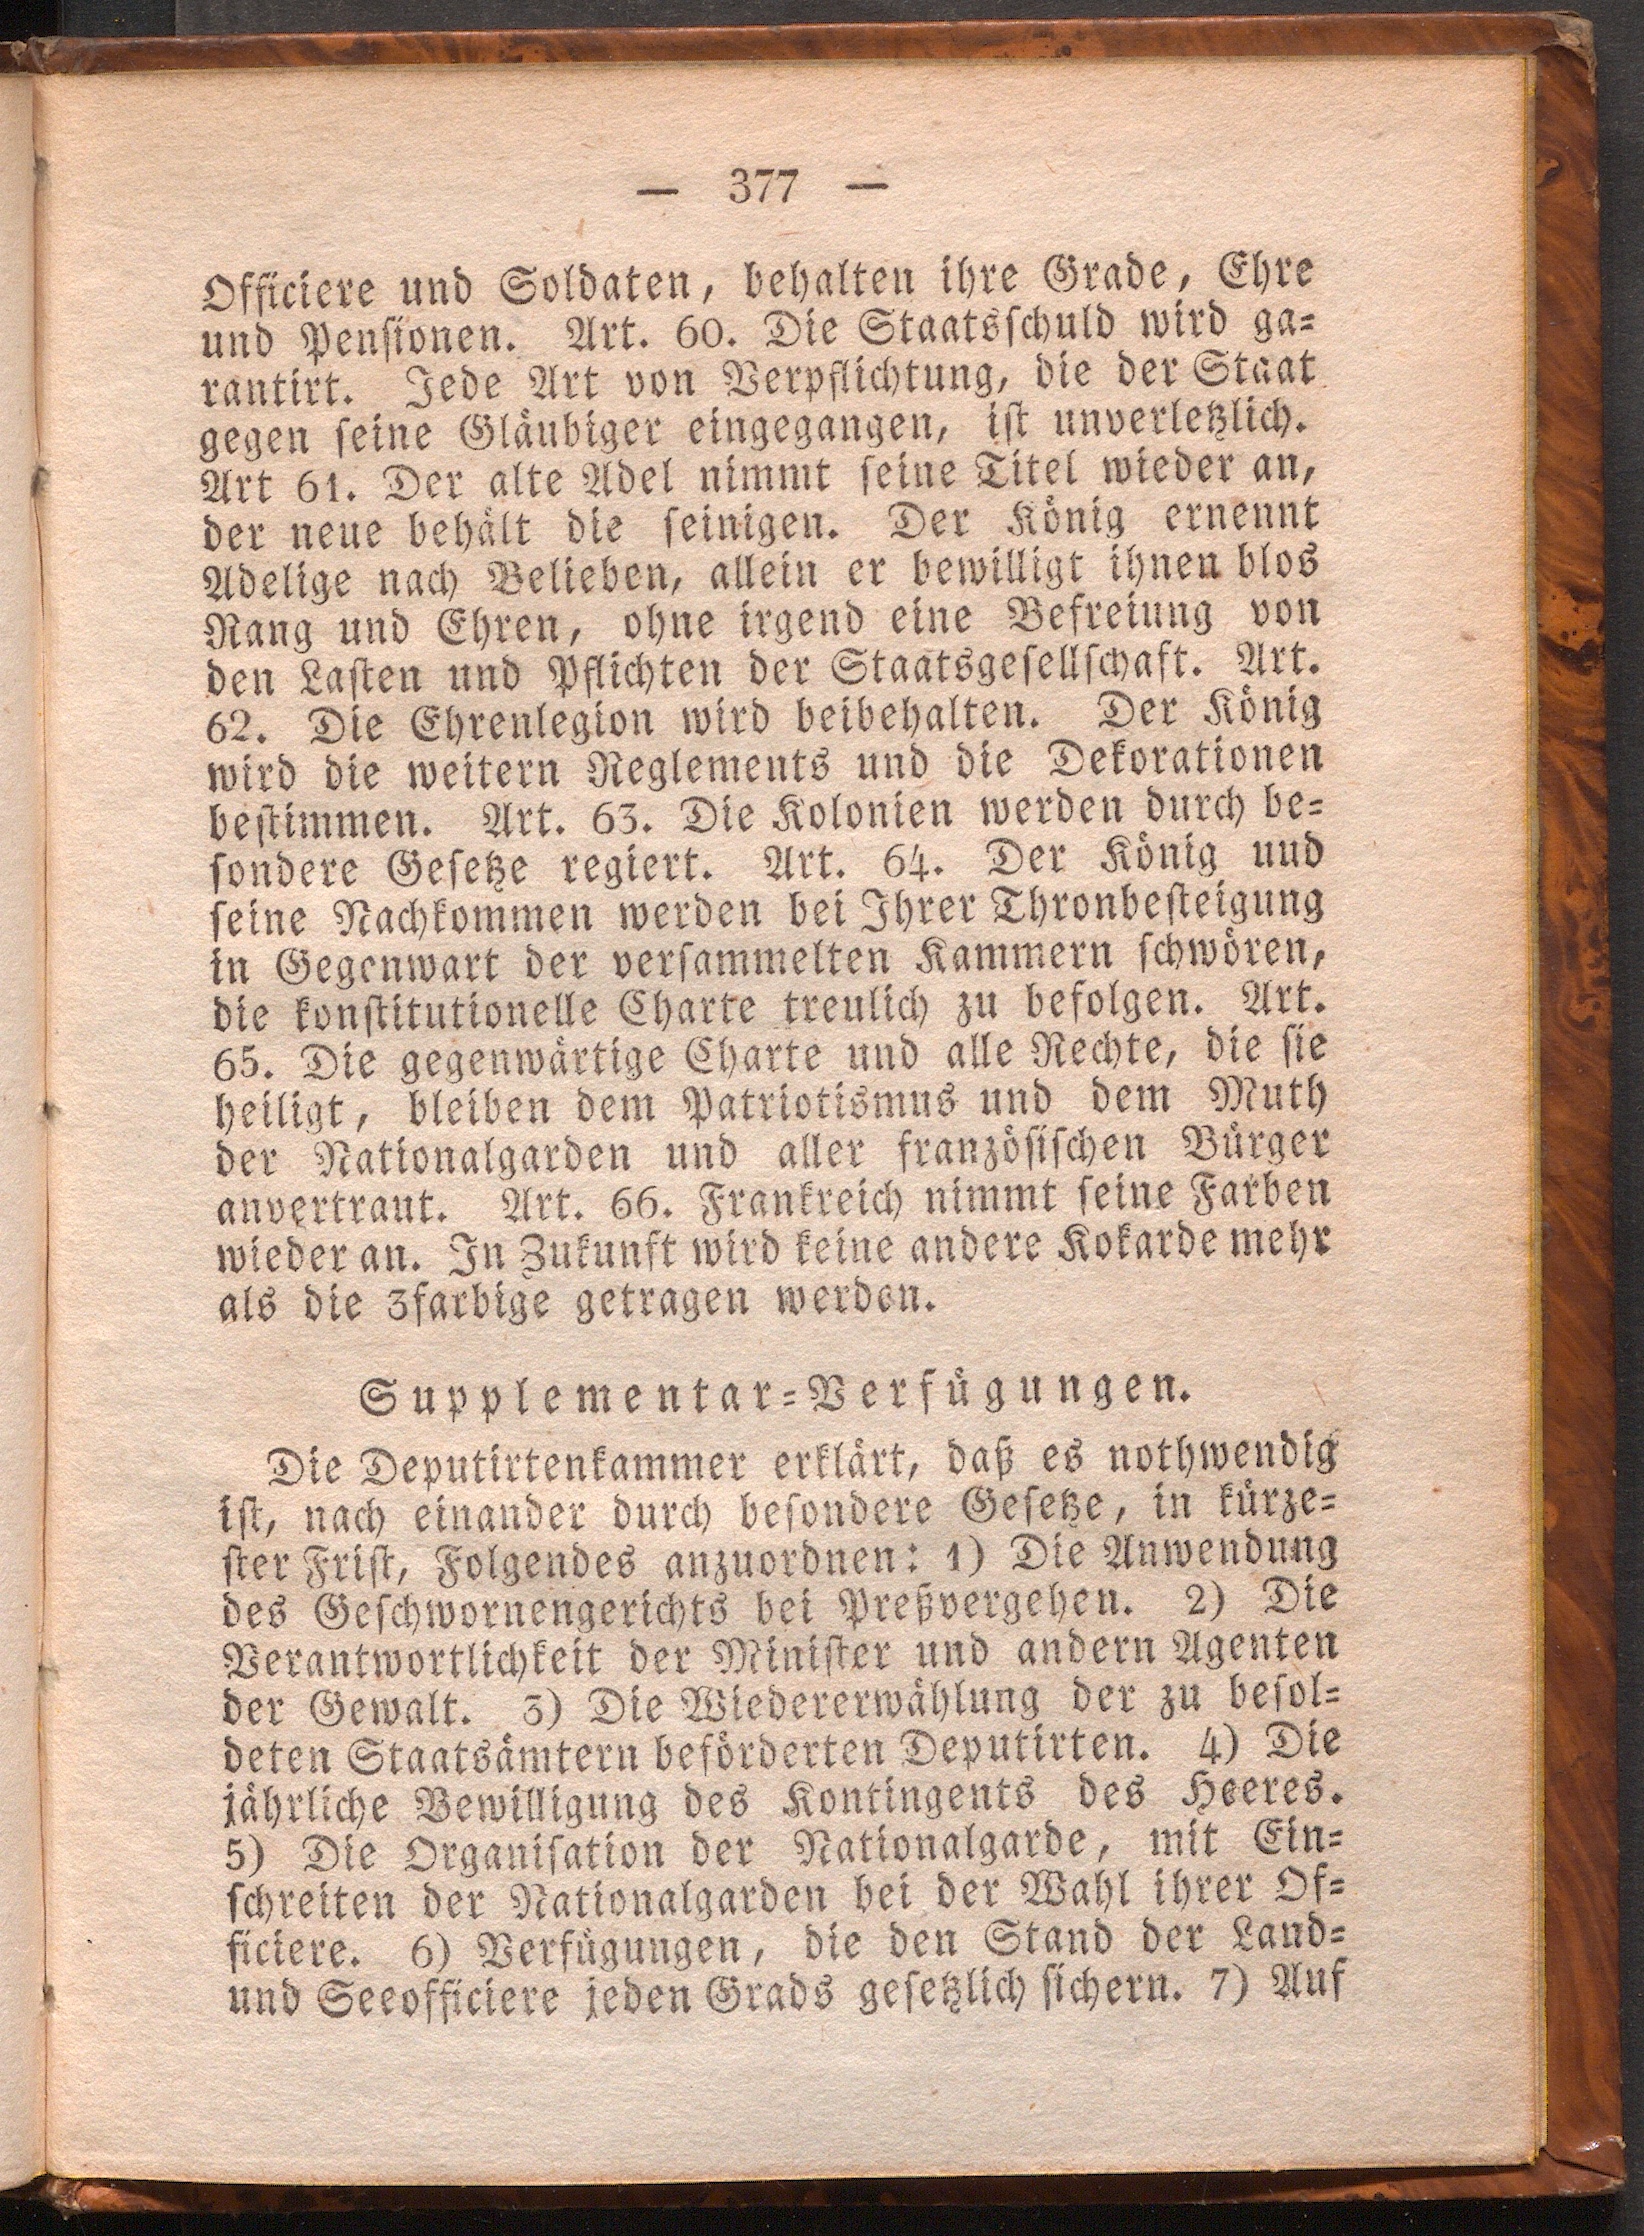 — 377 —
Officiere und Soldaten, behalten ihre Grade, Ehre
und Pensionen. Art. 60. Die Staatsschuld wird ga=
rantirt. Jede Art von Verpflichtung, die der Staat
gegen seine Gläubiger eingegangen, ist unverletzlich.
Art 61. Der alte Adel nimmt seine Titel wieder an,
der neue behält die seinigen. Der König ernennt
Adelige nach Belieben, allein er bewilligt ihnen blos
Rang und Ehren, ohne irgend eine Befreiung von
den Lasten und Pflichten der Staatsgesellschaft. Art.
62. Die Ehrenlegion wird beibehalten. Der König
wird die weitern Reglements und die Dekorationen
bestimmen. Art. 63. Die Kolonien werden durch be=
sondere Gesetze regiert. Art. 64. Der König und
seine Nachkommen werden bei Ihrer Thronbesteigung
in Gegenwart der versammelten Kammern schwören,
die konstitutionelle Charte treulich zu befolgen. Art.
65. Die gegenwärtige Charte und alle Rechte, die sie
heiligt, bleiben dem Patriotismus und dem Muth
der Nationalgarden und aller französischen Bürger
anvertraut. Art. 66. Frankreich nimmt seine Farben
wieder an. In Zukunft wird keine andere Kokarde mehr
als die 3farbige getragen werden.
Supplementar=Verfügungen.
Die Deputirtenkammer erklärt, daß es nothwendig
ist, nach einander durch besondere Gesetze, in kürze=
ster Frist, Folgendes anzuordnen: 1) Die Anwendung
des Geschwornengerichts bei Preßvergehen. 2) Die
Verantwortlichkeit der Minister und andern Agenten
der Gewalt. 3) Die Wiedererwählung der zu besol=
deten Staatsämtern beförderten Deputirten. 4) Die
jährliche Bewilligung des Kontingents des Heeres.
5) Die Organisation der Nationalgarde, mit Ein=
schreiten der Nationalgarden bei der Wahl ihrer Of=
ficiere. 6) Verfügungen, die den Stand der Land=
und Seeofficiere jeden Grads gesetzlich sichern. 7) Auf